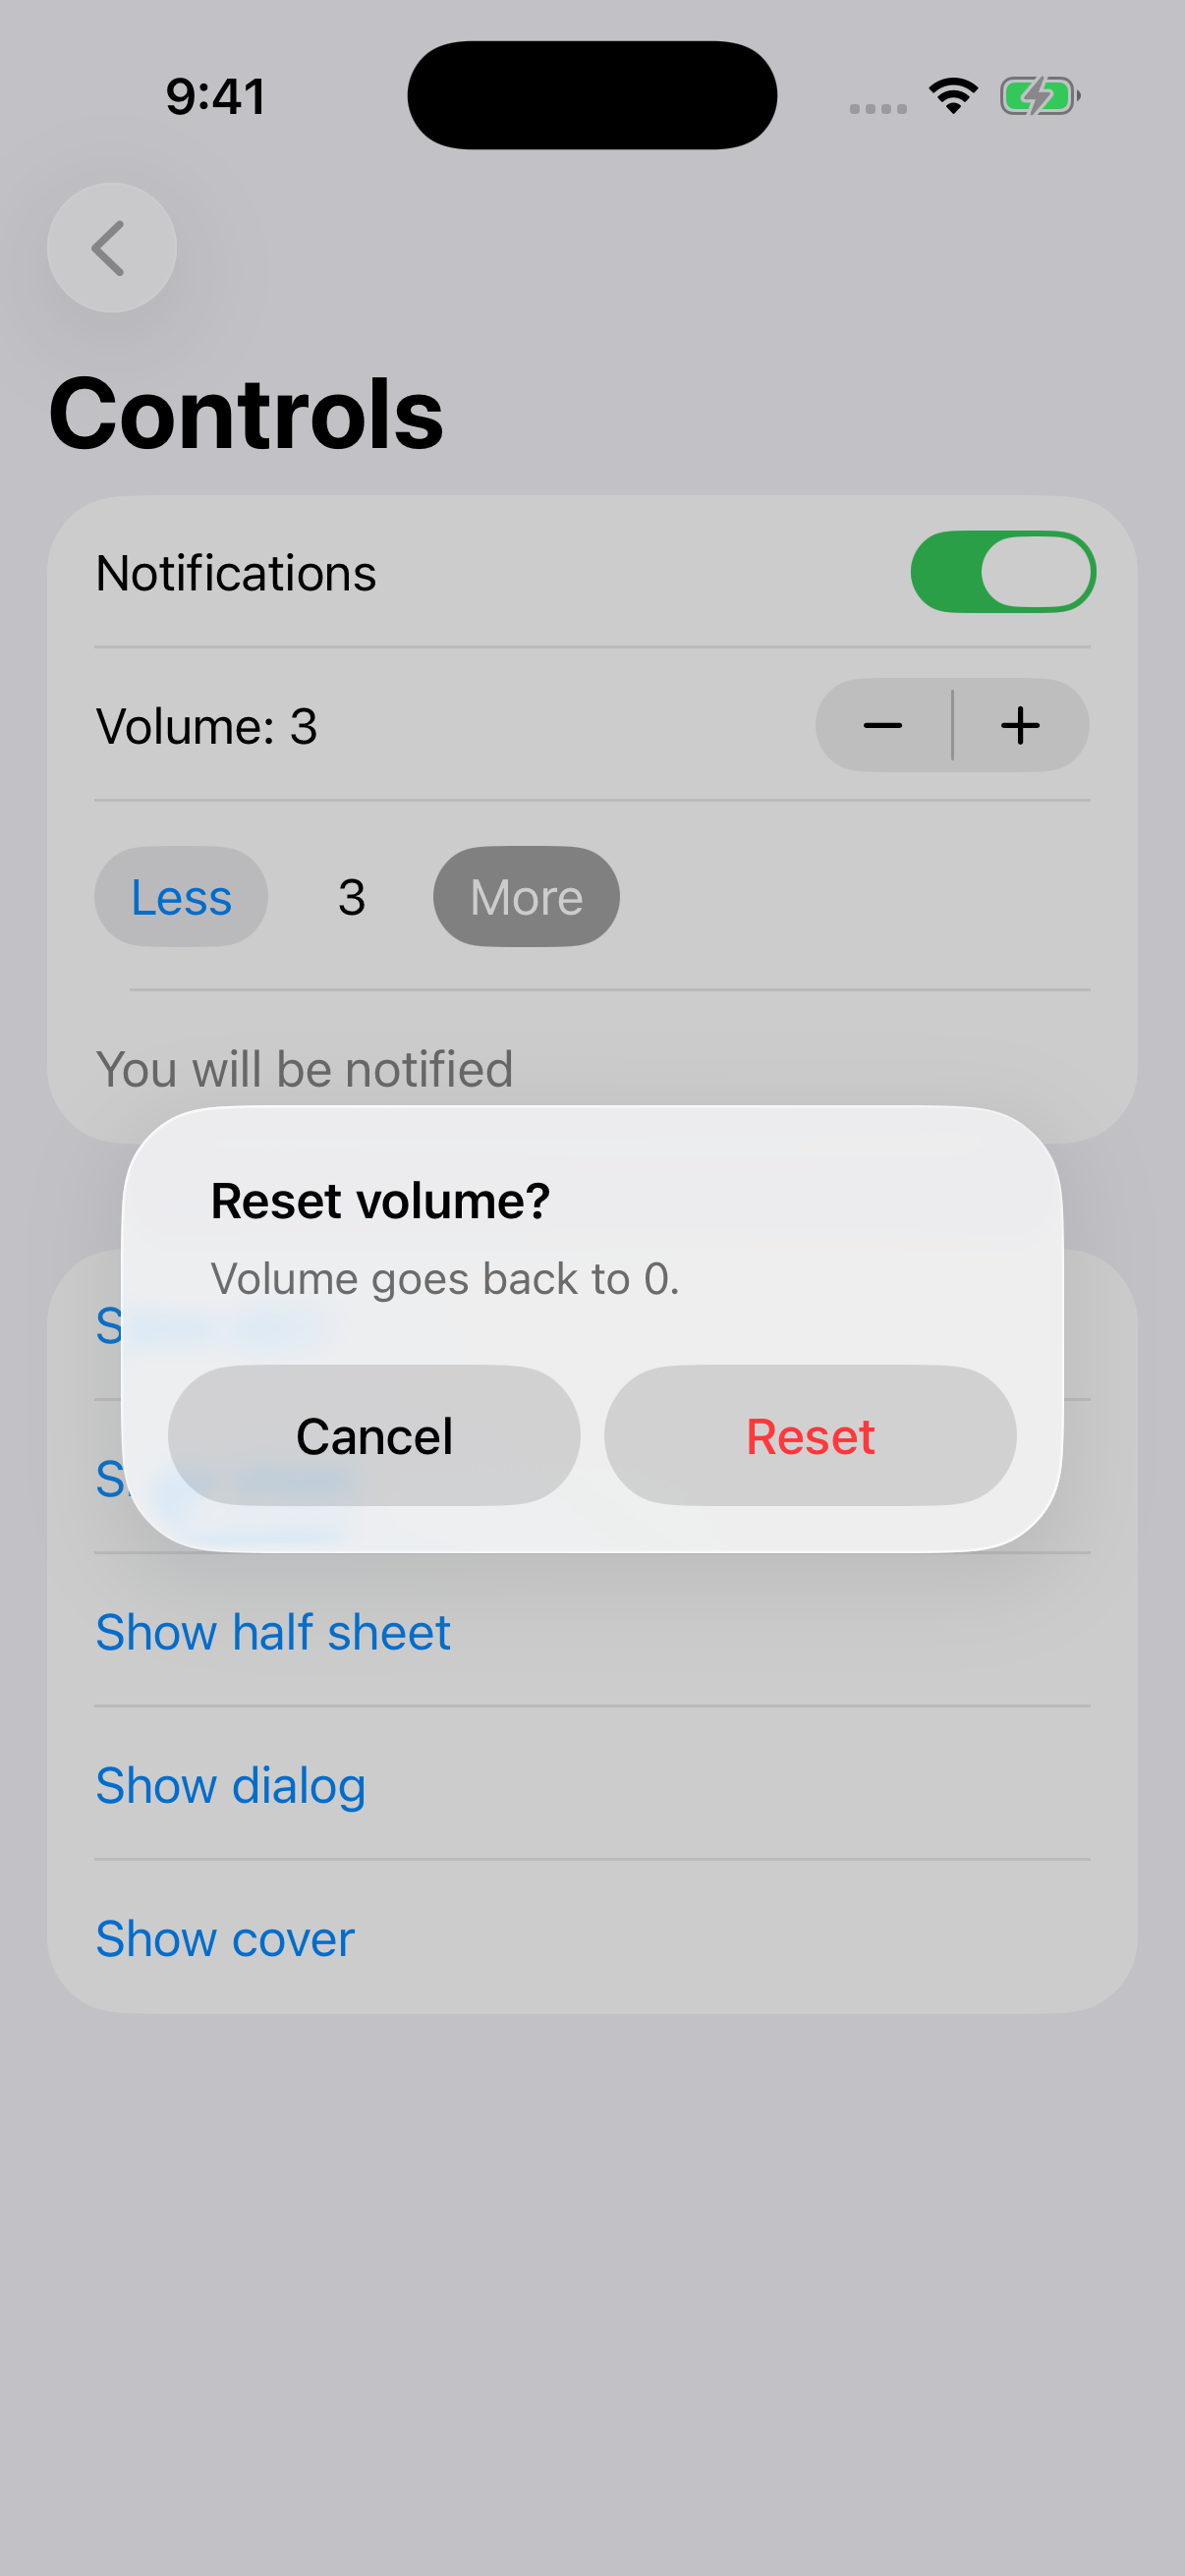 9:41
Controls
Notifications
Volume: 3
Less 3 More
You will be notified
Reset volume?
Volume goes back to 0.
Cancel Reset
Show half sheet
Show dialog
Show cover